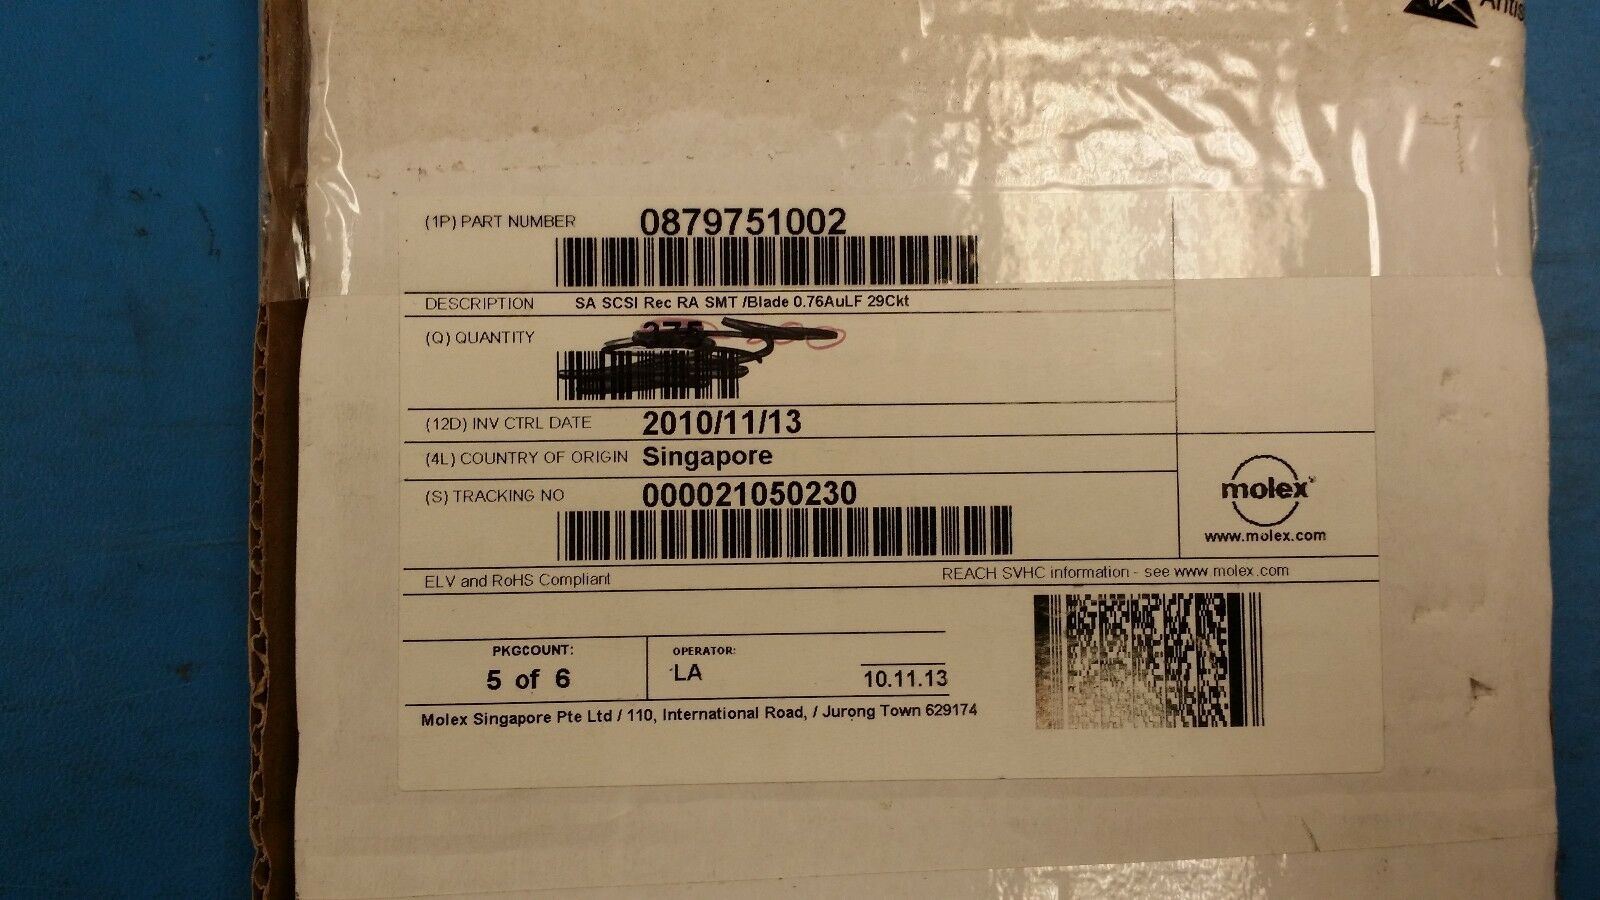 (1P) PART NUMBER 0879751002
DESCRIPTION SA SCSI Rec RA SMT /Blade 0.76AuLF 29Ckt
(Q) QUANTITY
(12D) INV CTRL DATE 2010/11/13
(4L) COUNTRY OF ORIGIN Singapore
(S) TRACKING NO 000021050230
molex
www.molex.com
ELV and RoHS Compliant REACH SVHC information - see www.molex.com
PKGCOUNT:
5 of 6
OPERATOR:
LA
10.11.13
Molex Singapore Pte Ltd / 110, International Road, / Jurong Town 629174